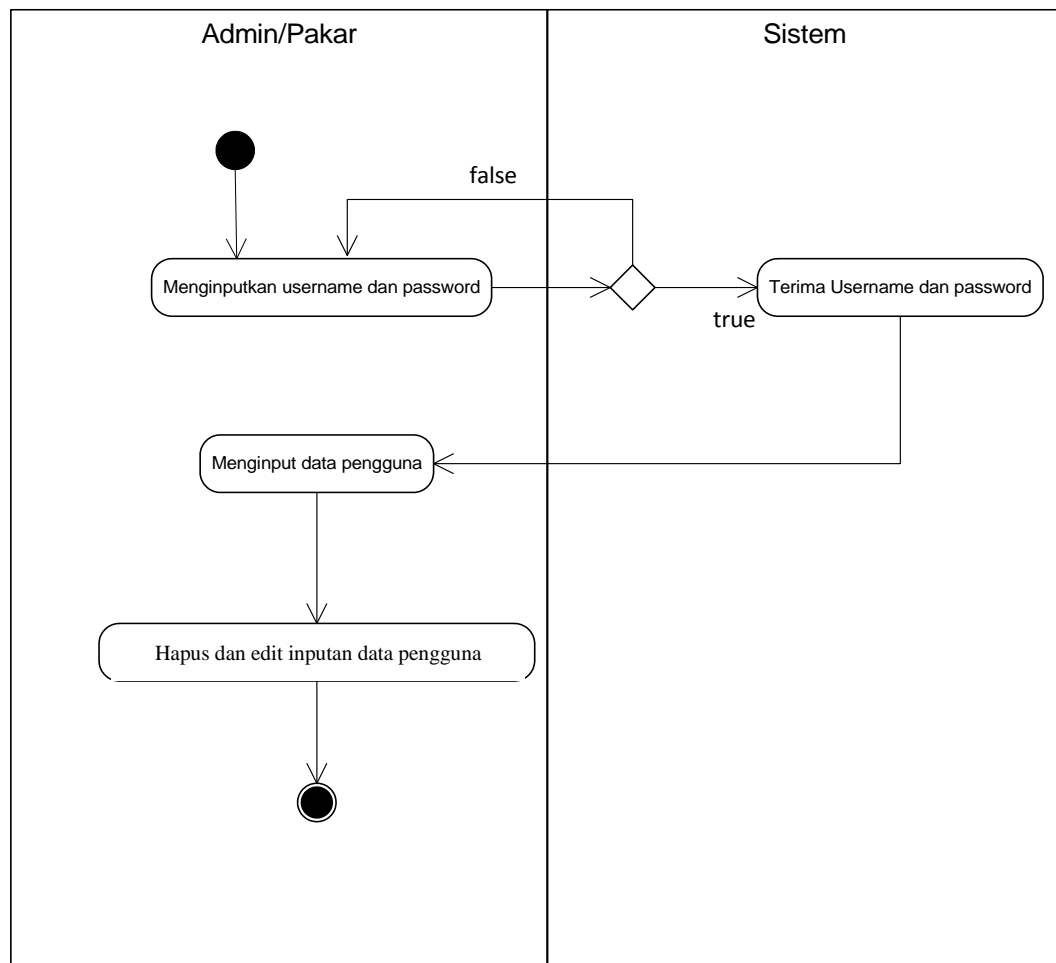 Admin/Pakar
Sistem
false
Menginputkan username dan password
true
Terima Username dan password
Menginput data pengguna
Hapus dan edit inputan data pengguna